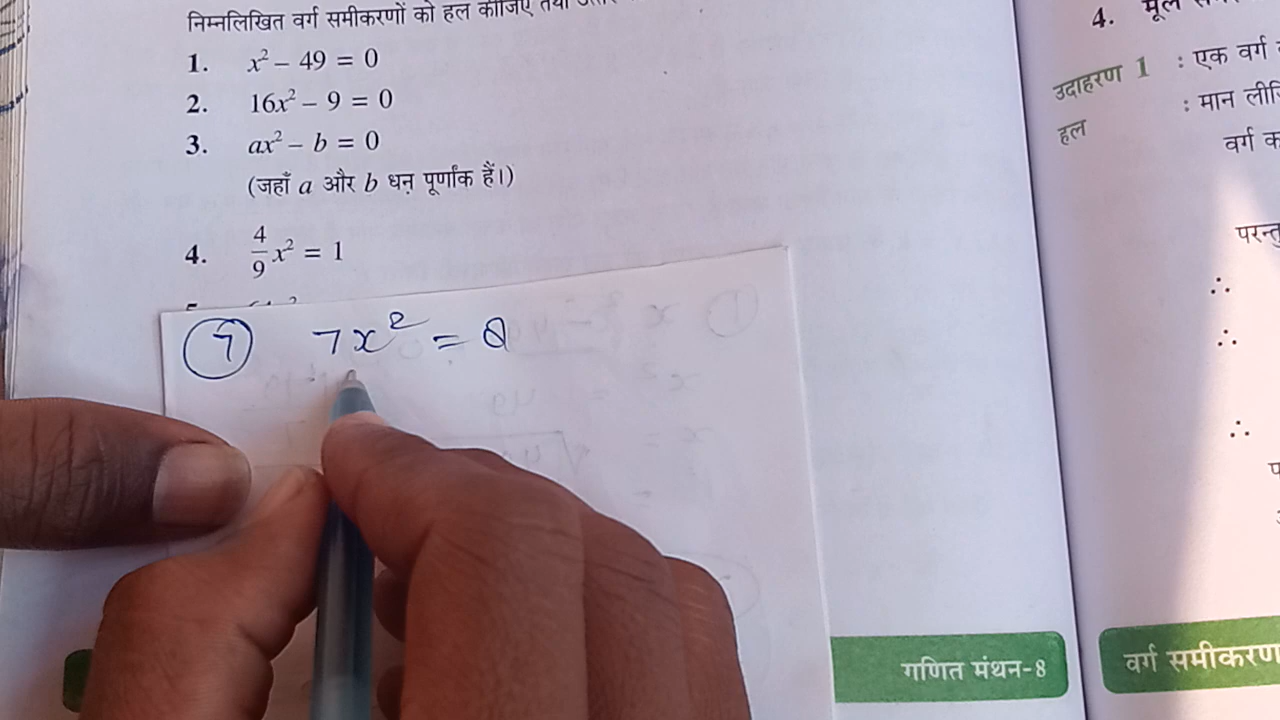 निम्नलिखित वर्ग समीकरणों को हल कीजिए तथा
1. x² – 49 = 0
2. 16x² – 9 = 0
3. ax² – b = 0
(जहाँ a और b धन पूर्णांक हैं।)
4. 4/9 x² = 1
7 7x² = 8
गणित मंथन-8
4. मूल
उदाहरण 1 : एक वर्ग
हल : मान
वर्ग
∴
∴
∴
वर्ग समीकरण